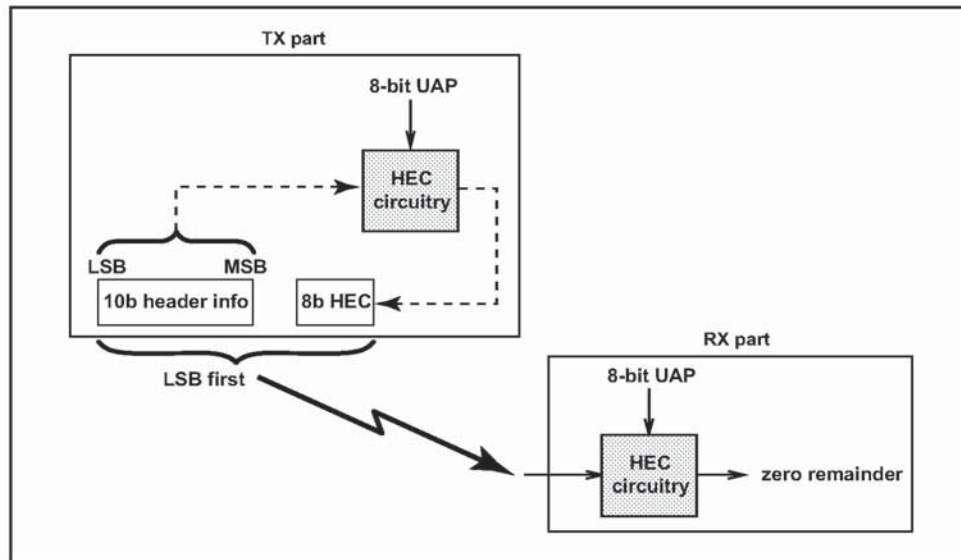 TX part
8-bit UAP
HEC
circuitry
LSB
MSB
10b header info
8b HEC
LSB first
RX part
8-bit UAP
HEC
circuitry
zero remainder